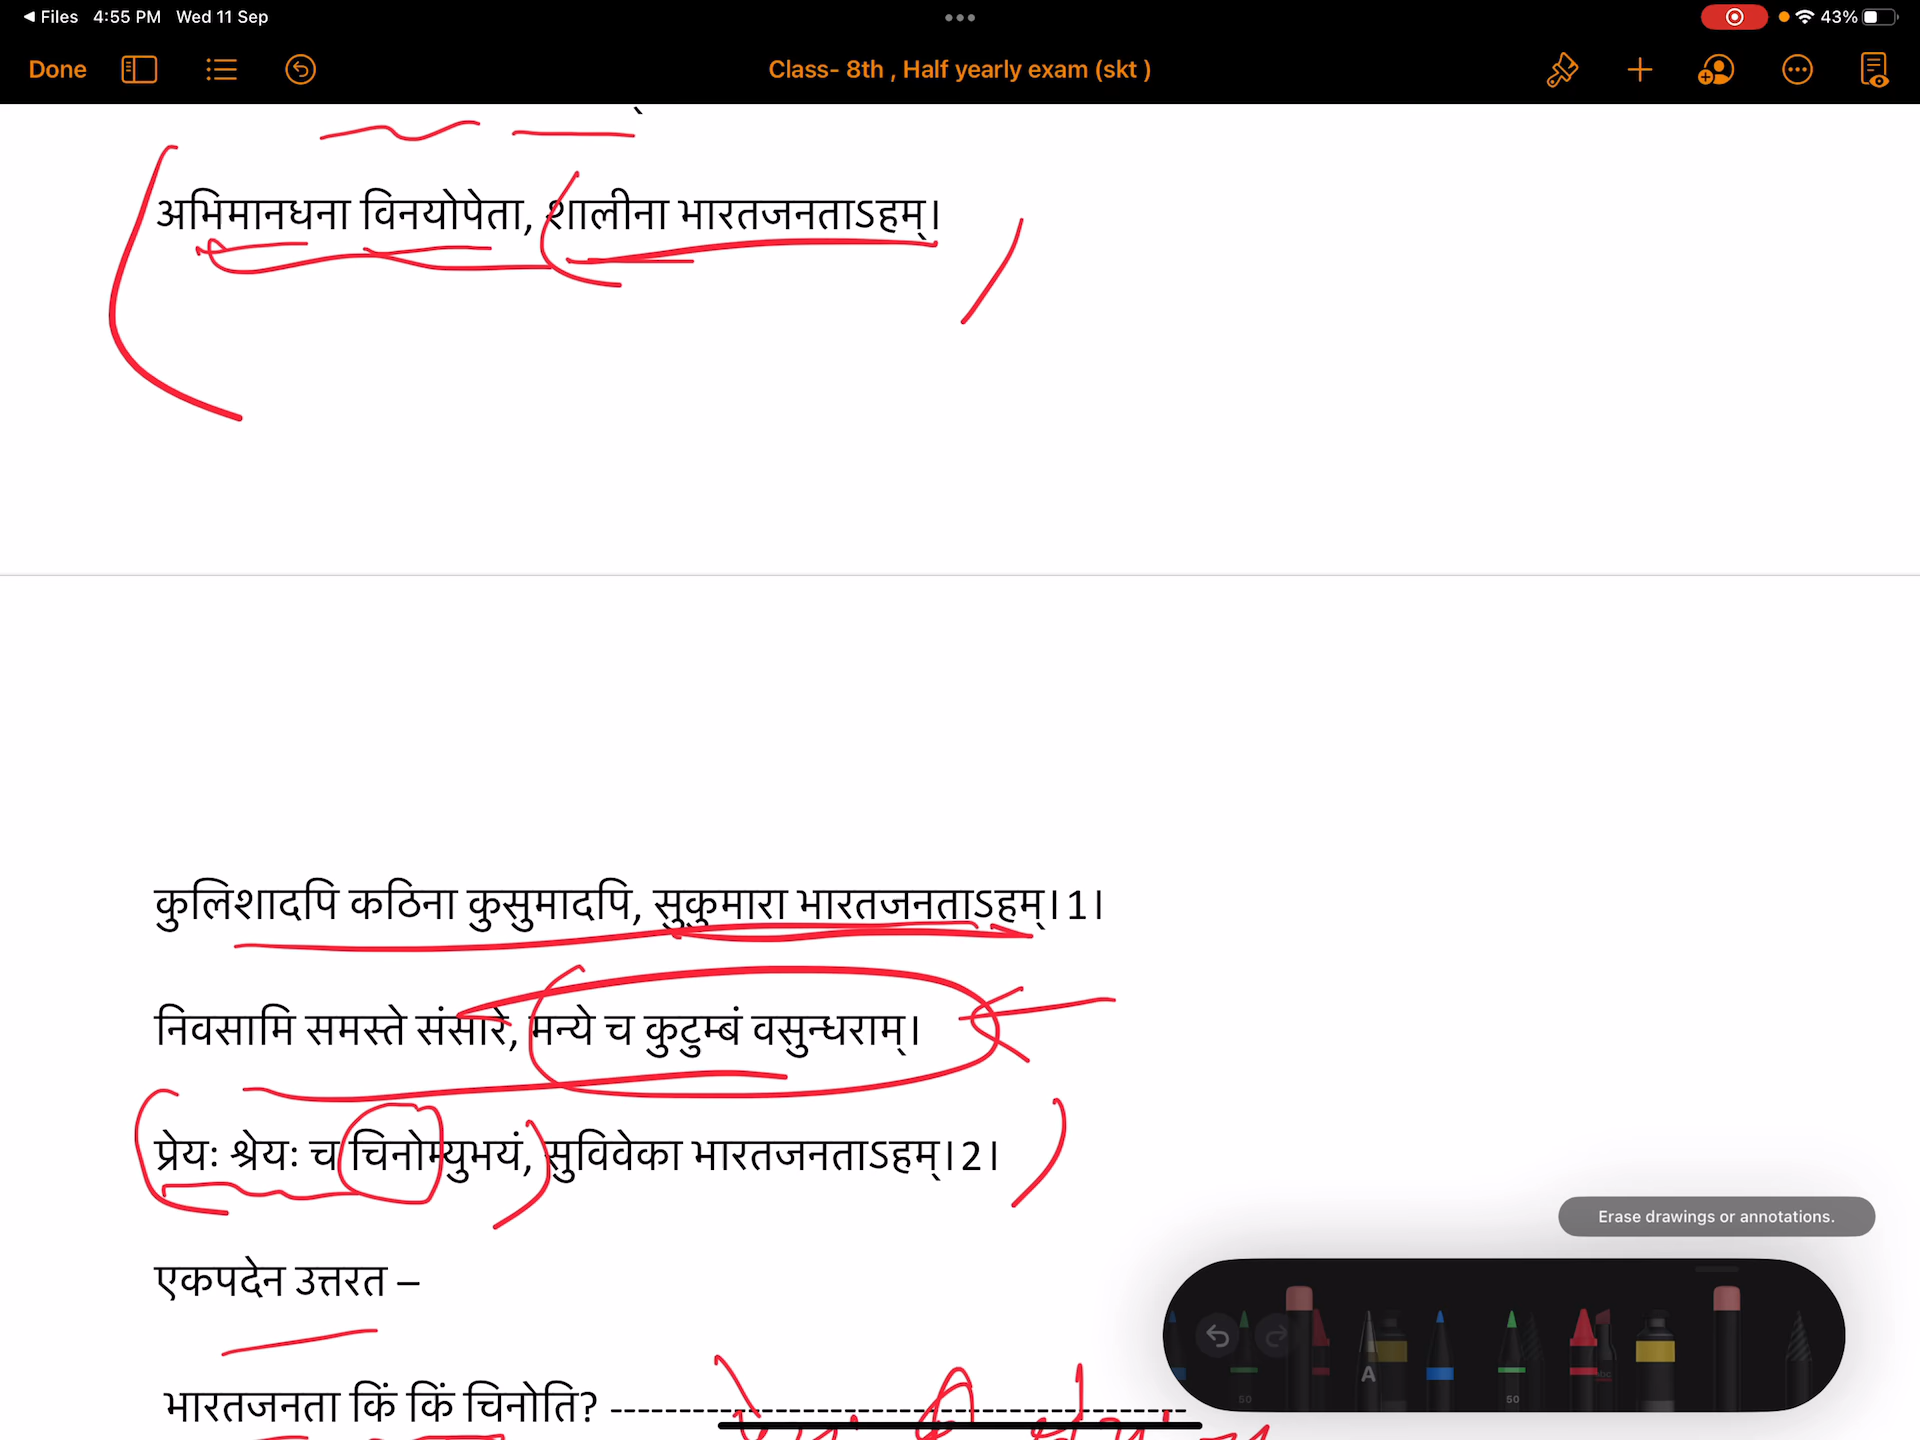 Files 4:55 PM Wed 11 Sep 43%
Done Class- 8th , Half yearly exam (skt )
अभिमानधना विनयोपेता, शालीना भारतजनताऽहम्।
कुलिशादपि कठिना कुसुमादपि, सुकुमारा भारतजनताऽहम्।1।
निवसामि समस्ते संसारे, मन्ये च कुटुम्बं वसुन्धराम्।
प्रेयः श्रेयः च चिनोम्युभयं, सुविवेका भारतजनताऽहम्।2।
Erase drawings or annotations.
एकपदेन उत्तरत –
A 50 50
भारतजनता किं किं चिनोति? -------------------------------------------